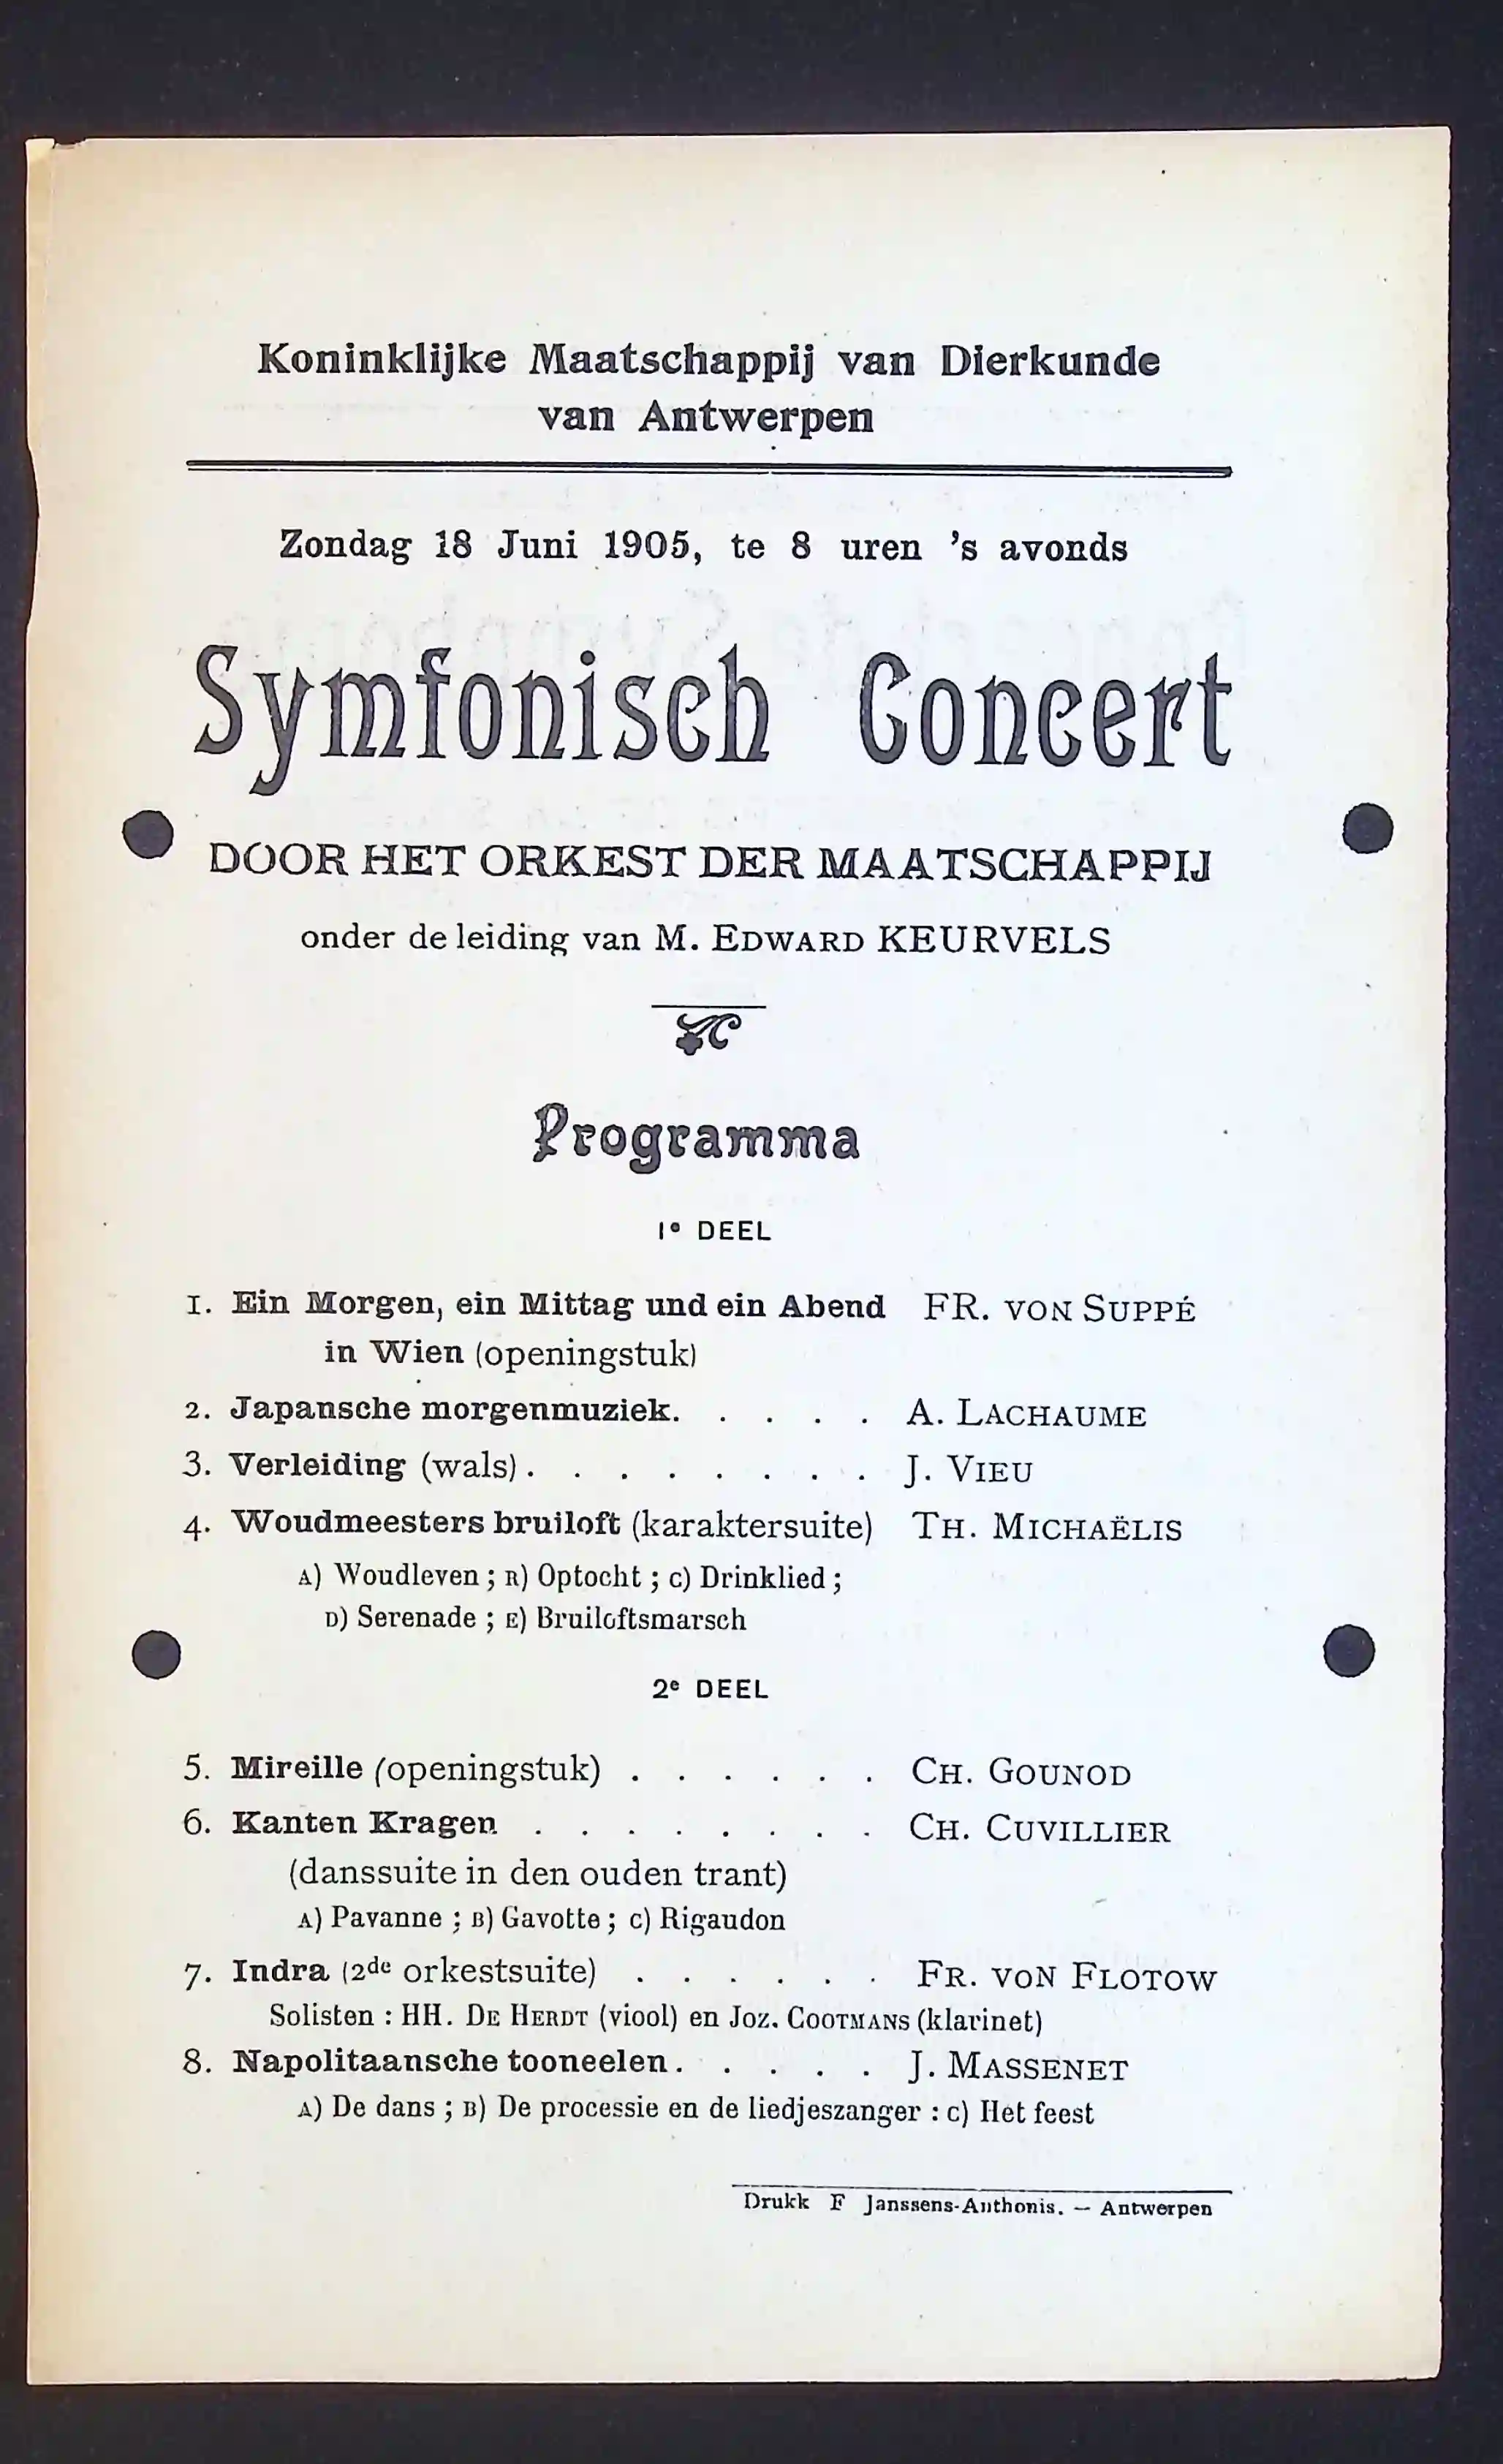 Koninklijke Maatschappij van Dierkunde
van Antwerpen
Zondag 18 Juni 1905, te 8 uren 's avonds
Symfonisch Concert
DOOR HET ORKEST DER MAATSCHAPPIJ
onder de leiding van M. EDWARD KEURVELS
Programma
1e DEEL
1. Ein Morgen, ein Mittag und ein Abend FR. VON SUPPÉ
in Wien (openingstuk)
2. Japansche morgenmuziek. . . . . A. LACHAUME
3. Verleiding (wals) . . . . . . . . J. VIEU
4. Woudmeesters bruiloft (karaktersuite) TH. MICHAËLIS
A) Woudleven ; R) Optocht ; C) Drinklied ;
D) Serenade ; E) Bruiloftsmarsch
2e DEEL
5. Mireille (openingstuk) . . . . . . CH. GOUNOD
6. Kanten Kragen . . . . . . . . CH. CUVILLIER
(danssuite in den ouden trant)
A) Pavanne ; B) Gavotte ; C) Rigaudon
7. Indra (2de orkestsuite) . . . . . . FR. VON FLOTOW
Solisten : HH. DE HERDT (viool) en Joz. COOTMANS (klarinet)
8. Napolitaansche tooneelen . . . . . J. MASSENET
A) De dans ; B) De processie en de liedjeszanger : C) Het feest
Drukk F Janssens-Anthonis. — Antwerpen